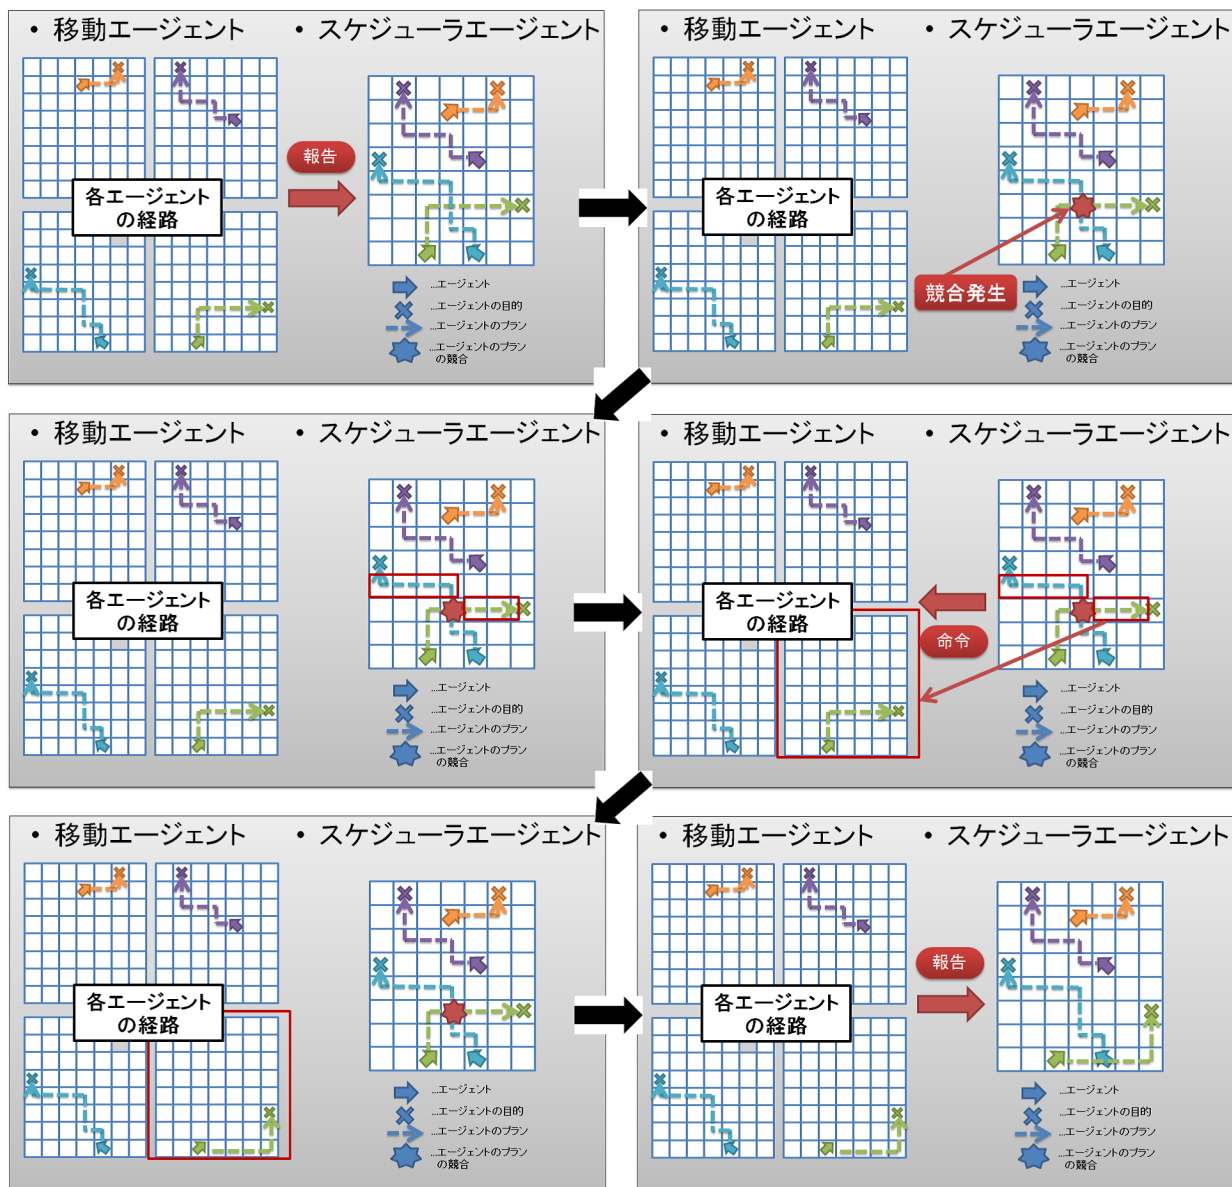 • 移動エージェント
• スケジューラエージェント
報告
各エージェント
の経路
...エージェント
...エージェントの目的
...エージェントのプラン
...エージェントのプラン
の競合
• 移動エージェント
• スケジューラエージェント
各エージェント
の経路
競合発生
...エージェント
...エージェントの目的
...エージェントのプラン
...エージェントのプラン
の競合
• 移動エージェント
• スケジューラエージェント
各エージェント
の経路
...エージェント
...エージェントの目的
...エージェントのプラン
...エージェントのプラン
の競合
• 移動エージェント
• スケジューラエージェント
各エージェント
の経路
命令
...エージェント
...エージェントの目的
...エージェントのプラン
...エージェントのプラン
の競合
• 移動エージェント
• スケジューラエージェント
各エージェント
の経路
...エージェント
...エージェントの目的
...エージェントのプラン
...エージェントのプラン
の競合
• 移動エージェント
• スケジューラエージェント
報告
各エージェント
の経路
...エージェント
...エージェントの目的
...エージェントのプラン
...エージェントのプラン
の競合